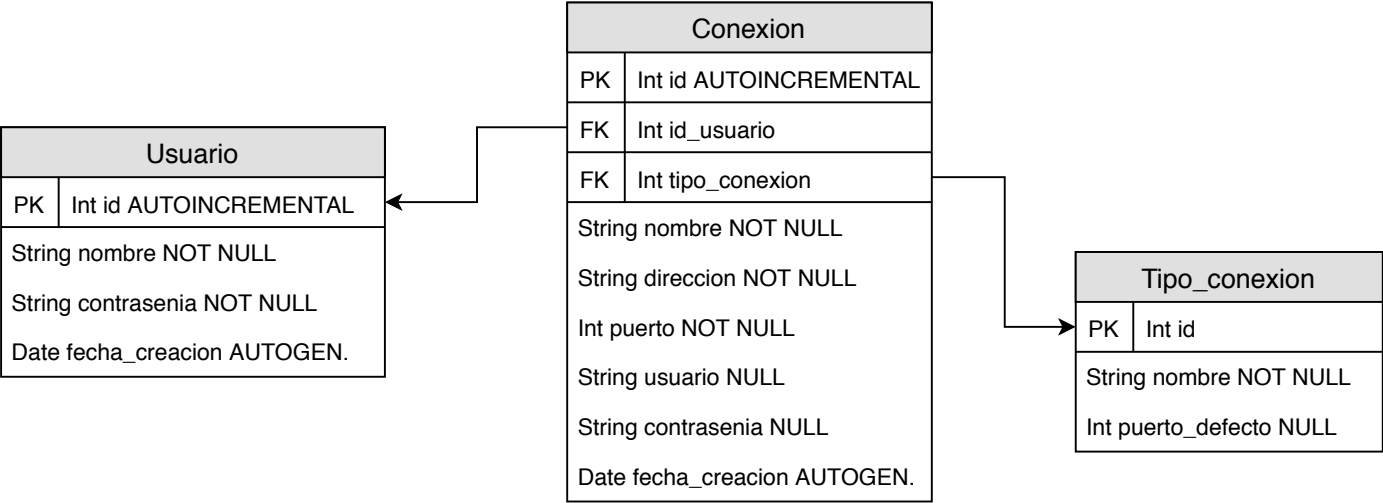 Usuario
PK Int id AUTOINCREMENTAL
String nombre NOT NULL
String contrasenia NOT NULL
Date fecha_creacion AUTOGEN.
Conexion
PK Int id AUTOINCREMENTAL
FK Int id_usuario
FK Int tipo_conexion
String nombre NOT NULL
String direccion NOT NULL
Int puerto NOT NULL
String usuario NULL
String contrasenia NULL
Date fecha_creacion AUTOGEN.
Tipo_conexion
PK Int id
String nombre NOT NULL
Int puerto_defecto NULL